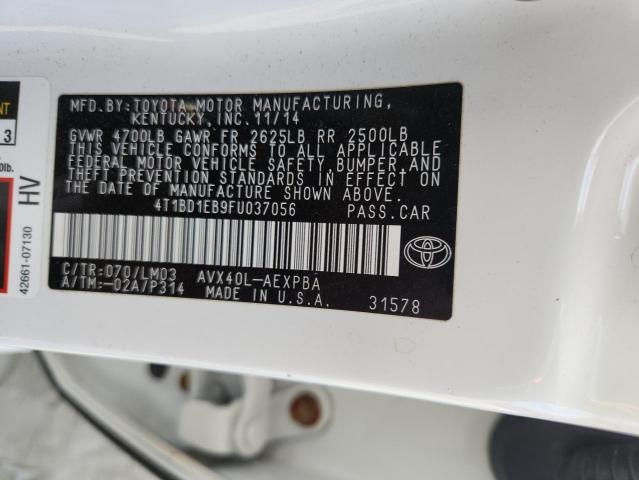 MFD.BY:TOYOTA MOTOR MANUFACTURING,
KENTUCKY, INC. 11/14
GVWR 4700LB GAWR FR 2625LB RR 2500LB
THIS VEHICLE CONFORMS TO ALL APPLICABLE
FEDERAL MOTOR VEHICLE SAFETY BUMPER AND
THEFT PREVENTION STANDARDS IN EFFECT ON
THE DATE OF MANUFACTURE SHOWN ABOVE.
4T1BD1EB9FU037056 PASS.CAR
C/TR:070/LM03 AVX40L-AEXPBA
A/TM:-02A/P314 MADE IN U.S.A. 31578
TOYOTA
3
HV
42661-07130